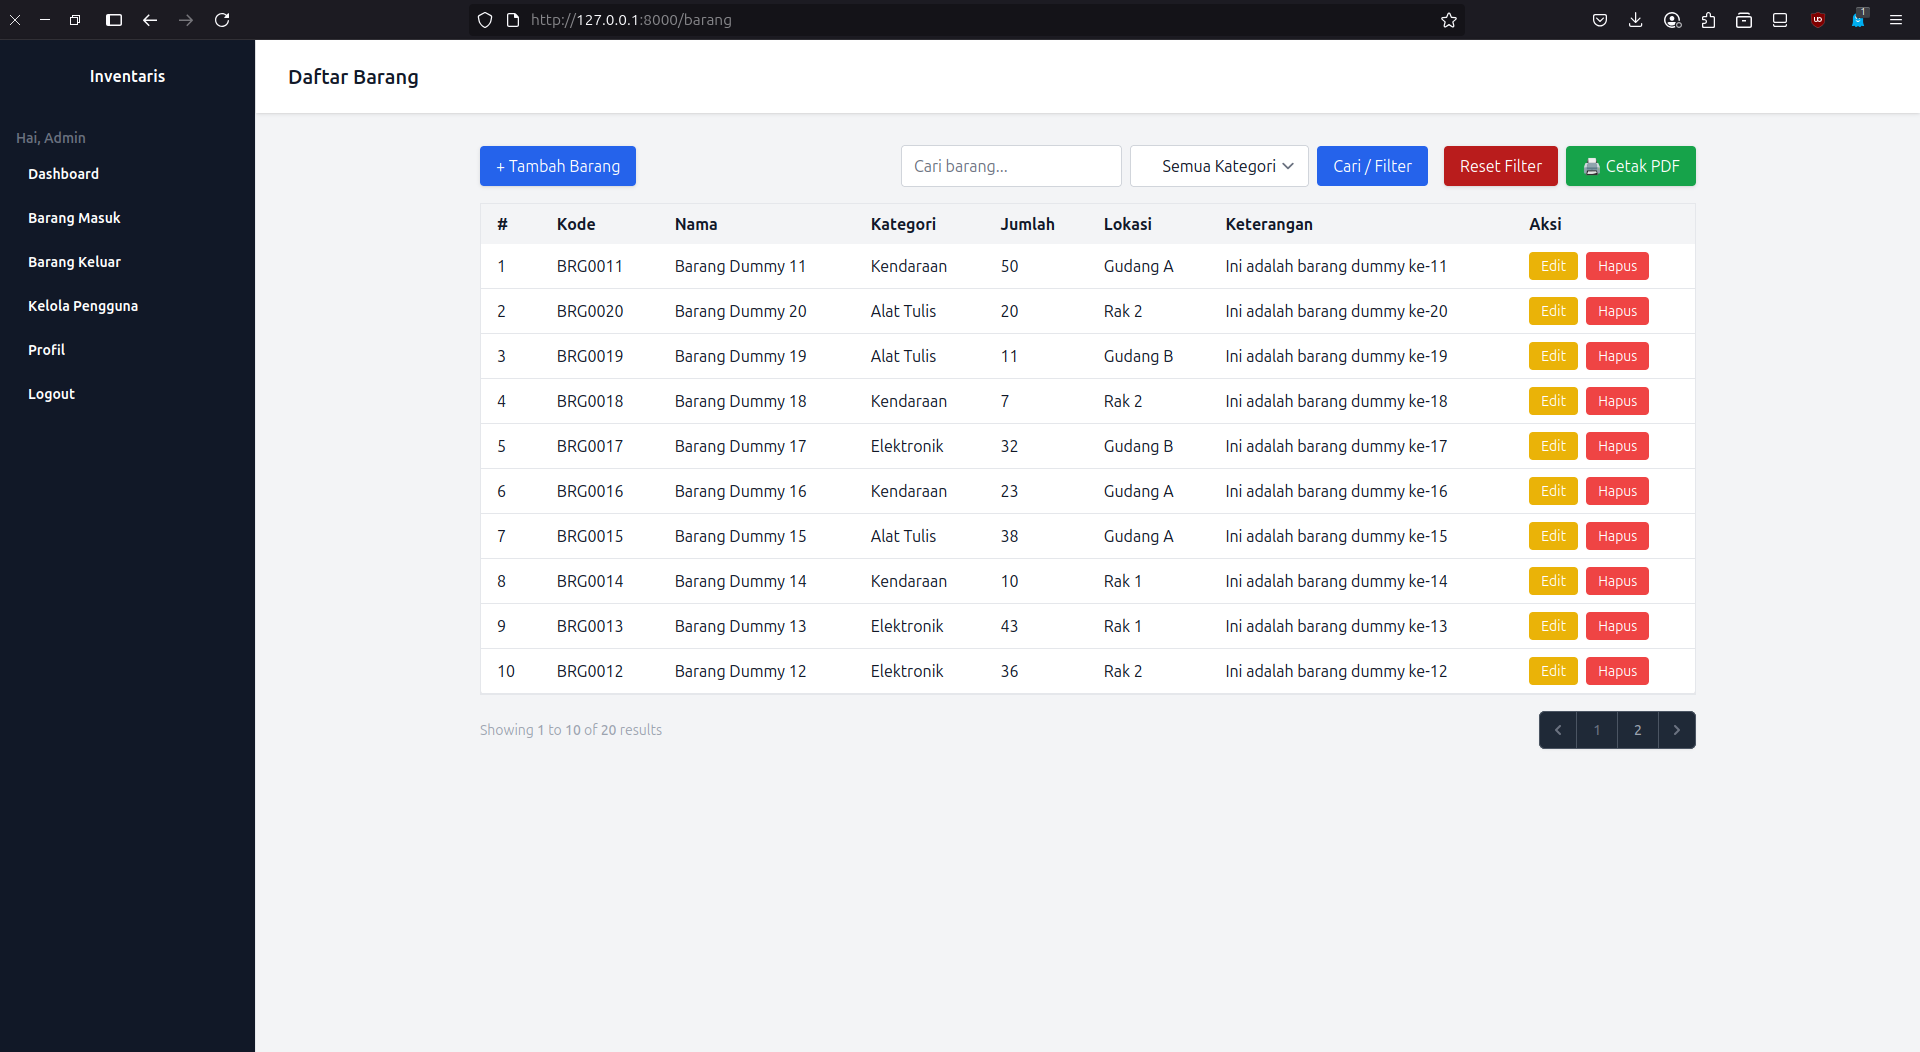 http://127.0.0.1:8000/barang
1
Inventaris
Daftar Barang
Hai, Admin
Dashboard
Barang Masuk
Barang Keluar
Kelola Pengguna
Profil
Logout
+ Tambah Barang
Cari barang...
Semua Kategori
Cari / Filter
Reset Filter
Cetak PDF
# Kode Nama Kategori Jumlah Lokasi Keterangan Aksi
1 BRG0011 Barang Dummy 11 Kendaraan 50 Gudang A Ini adalah barang dummy ke-11 Edit Hapus
2 BRG0020 Barang Dummy 20 Alat Tulis 20 Rak 2 Ini adalah barang dummy ke-20 Edit Hapus
3 BRG0019 Barang Dummy 19 Alat Tulis 11 Gudang B Ini adalah barang dummy ke-19 Edit Hapus
4 BRG0018 Barang Dummy 18 Kendaraan 7 Rak 2 Ini adalah barang dummy ke-18 Edit Hapus
5 BRG0017 Barang Dummy 17 Elektronik 32 Gudang B Ini adalah barang dummy ke-17 Edit Hapus
6 BRG0016 Barang Dummy 16 Kendaraan 23 Gudang A Ini adalah barang dummy ke-16 Edit Hapus
7 BRG0015 Barang Dummy 15 Alat Tulis 38 Gudang A Ini adalah barang dummy ke-15 Edit Hapus
8 BRG0014 Barang Dummy 14 Kendaraan 10 Rak 1 Ini adalah barang dummy ke-14 Edit Hapus
9 BRG0013 Barang Dummy 13 Elektronik 43 Rak 1 Ini adalah barang dummy ke-13 Edit Hapus
10 BRG0012 Barang Dummy 12 Elektronik 36 Rak 2 Ini adalah barang dummy ke-12 Edit Hapus
Showing 1 to 10 of 20 results
1 2